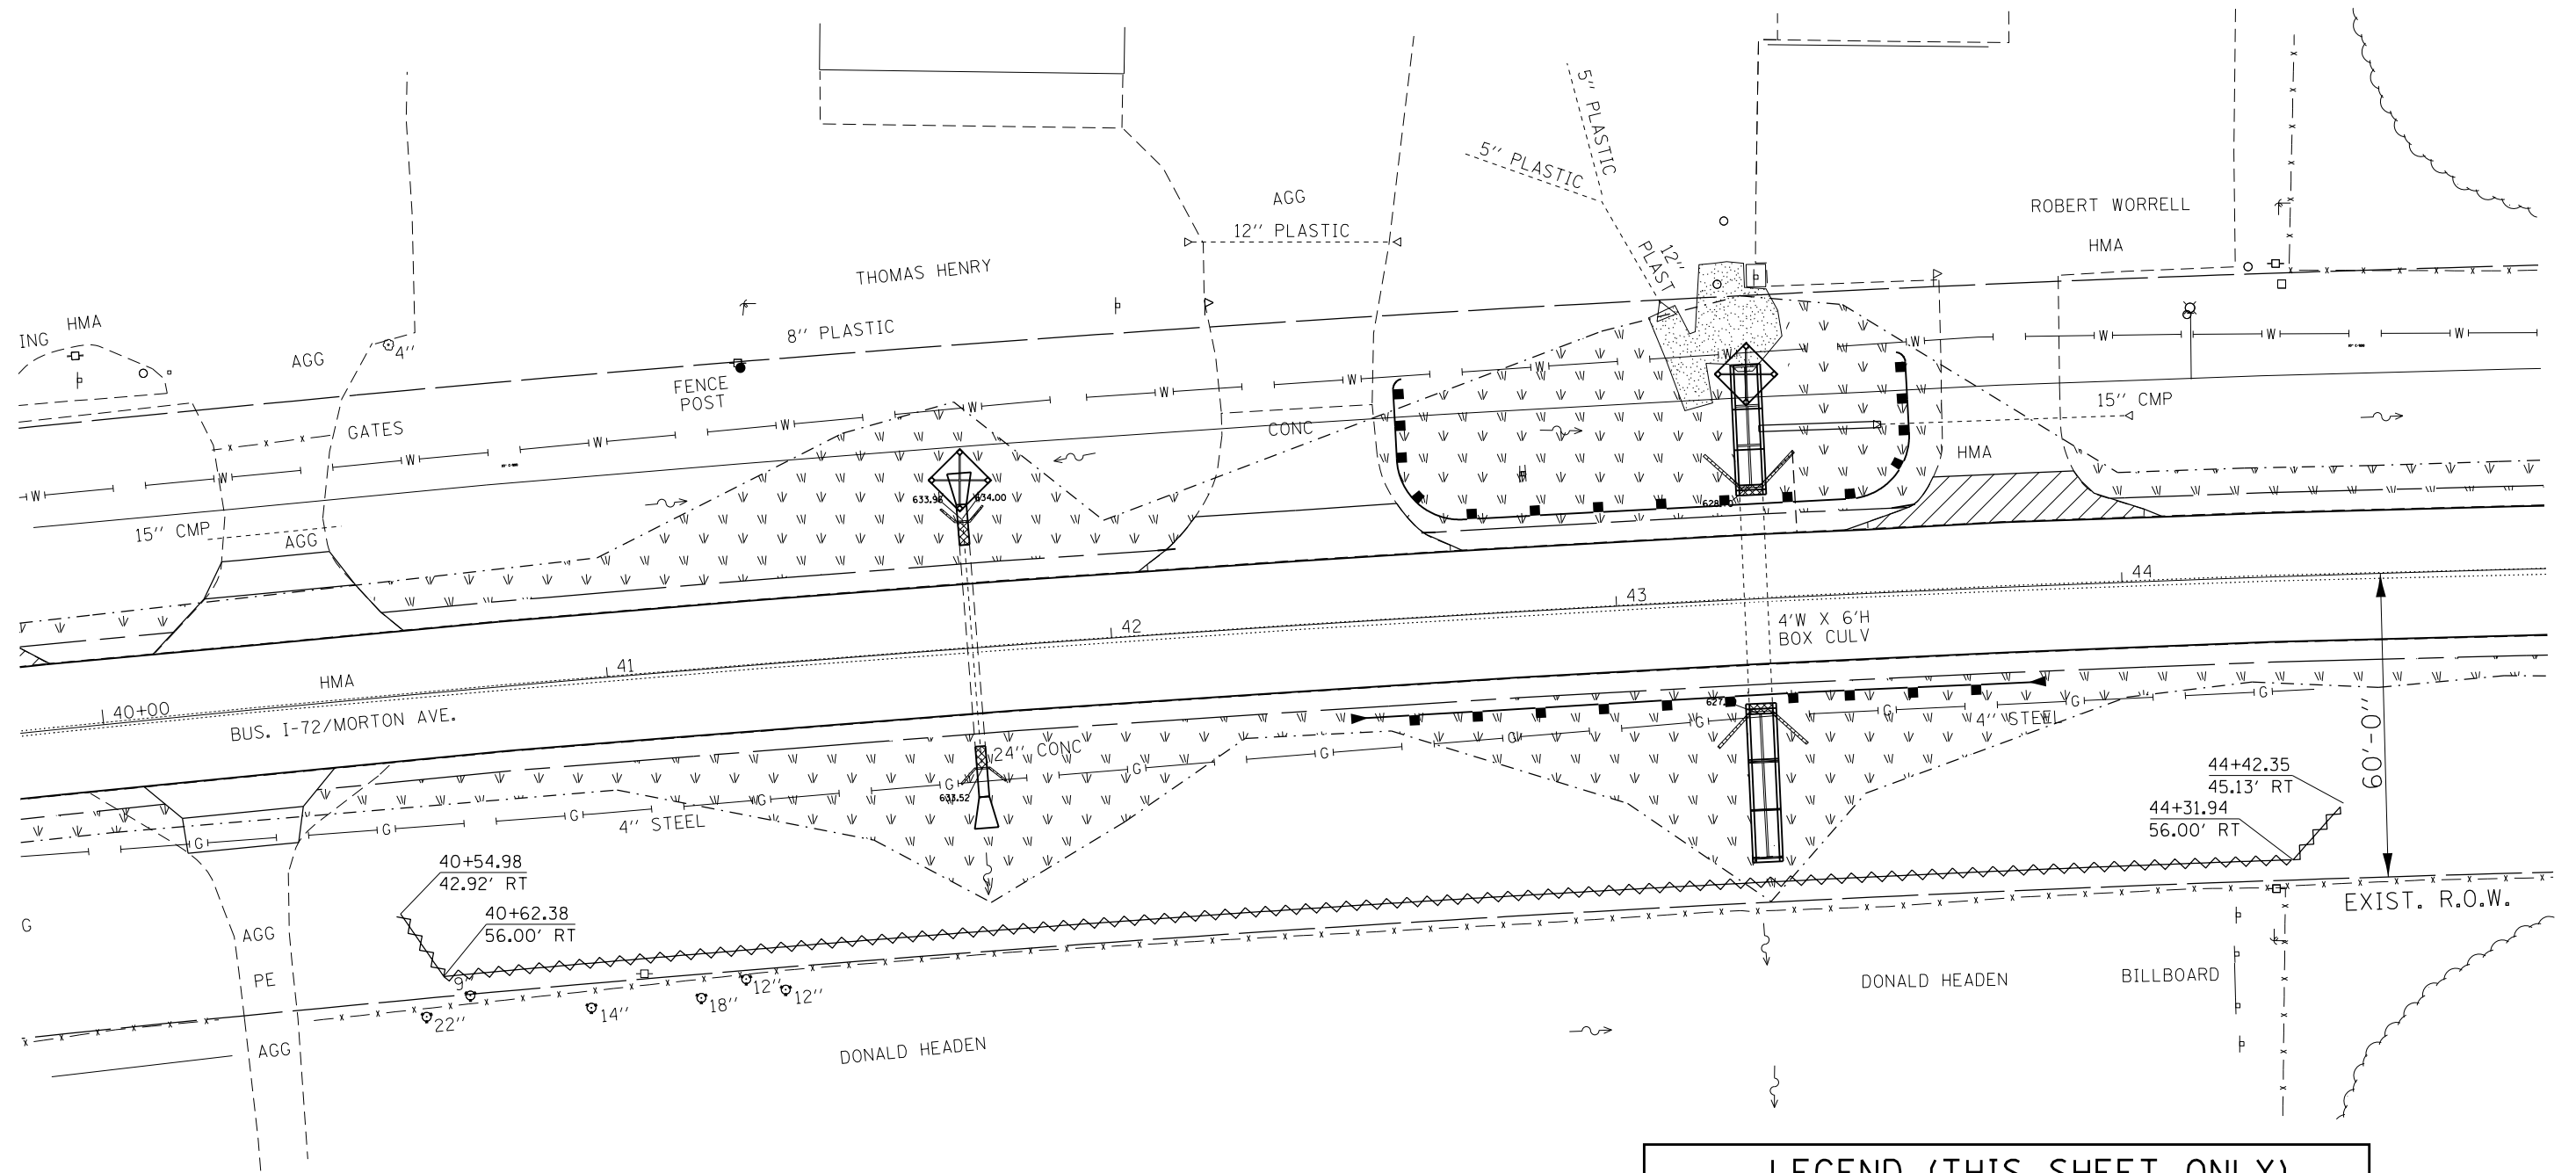 5'' PLASTIC
5'' PLASTIC
AGG
12'' PLASTIC
ROBERT WORRELL
HMA
12''
PLAST
THOMAS HENRY
8'' PLASTIC
ING
HMA
AGG
4''
FENCE
POST
GATES
CONC
15'' CMP
HMA
W
W
W
W
W
W
W
W
W
W
W
W
W
W
15'' CMP
AGG
634.00
44
43
42
41
40+00
4'W X 6'H
BOX CULV
HMA
BUS. I-72/MORTON AVE.
24'' CONC
4'' STEEL
4'' STEEL
G
G
G
G
G
G
G
G
G
G
G
G
633.52
60'-0''
44+42.35
45.13' RT
44+31.94
56.00' RT
40+54.98
42.92' RT
40+62.38
56.00' RT
EXIST. R.O.W.
G
AGG
PE
AGG
9''
22''
14''
18''
12''
12''
DONALD HEADEN
DONALD HEADEN
BILLBOARD
LEGEND (THIS SHEET ONLY)